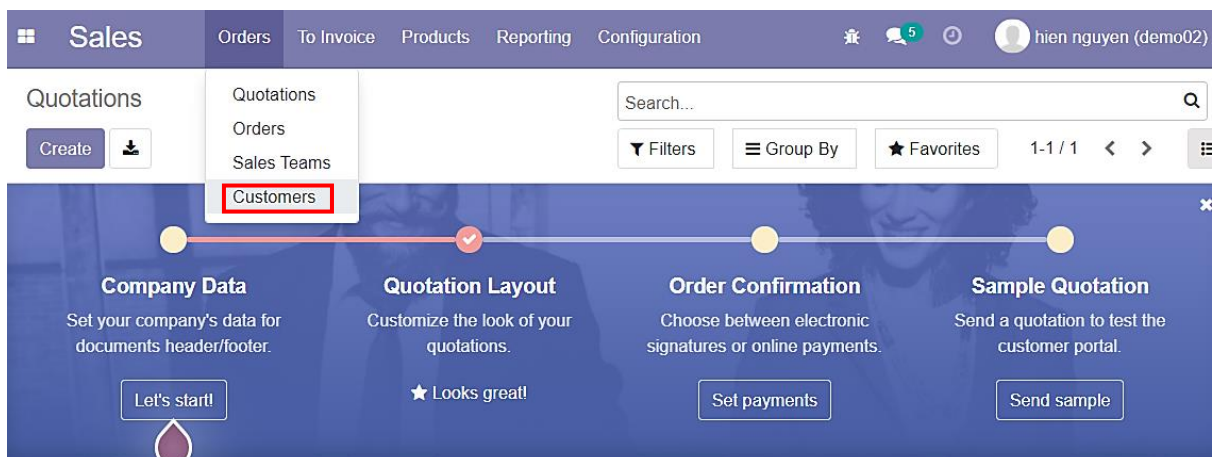 Sales Orders To Invoice Products Reporting Configuration 5 hien nguyen (demo02)
Quotations
Create
Quotations
Orders
Sales Teams
Customers
Search...
Filters Group By Favorites 1-1 / 1
Company Data
Set your company's data for
documents header/footer.
Let's start!
Quotation Layout
Customize the look of your
quotations.
Looks great!
Order Confirmation
Choose between electronic
signatures or online payments.
Set payments
Sample Quotation
Send a quotation to test the
customer portal.
Send sample